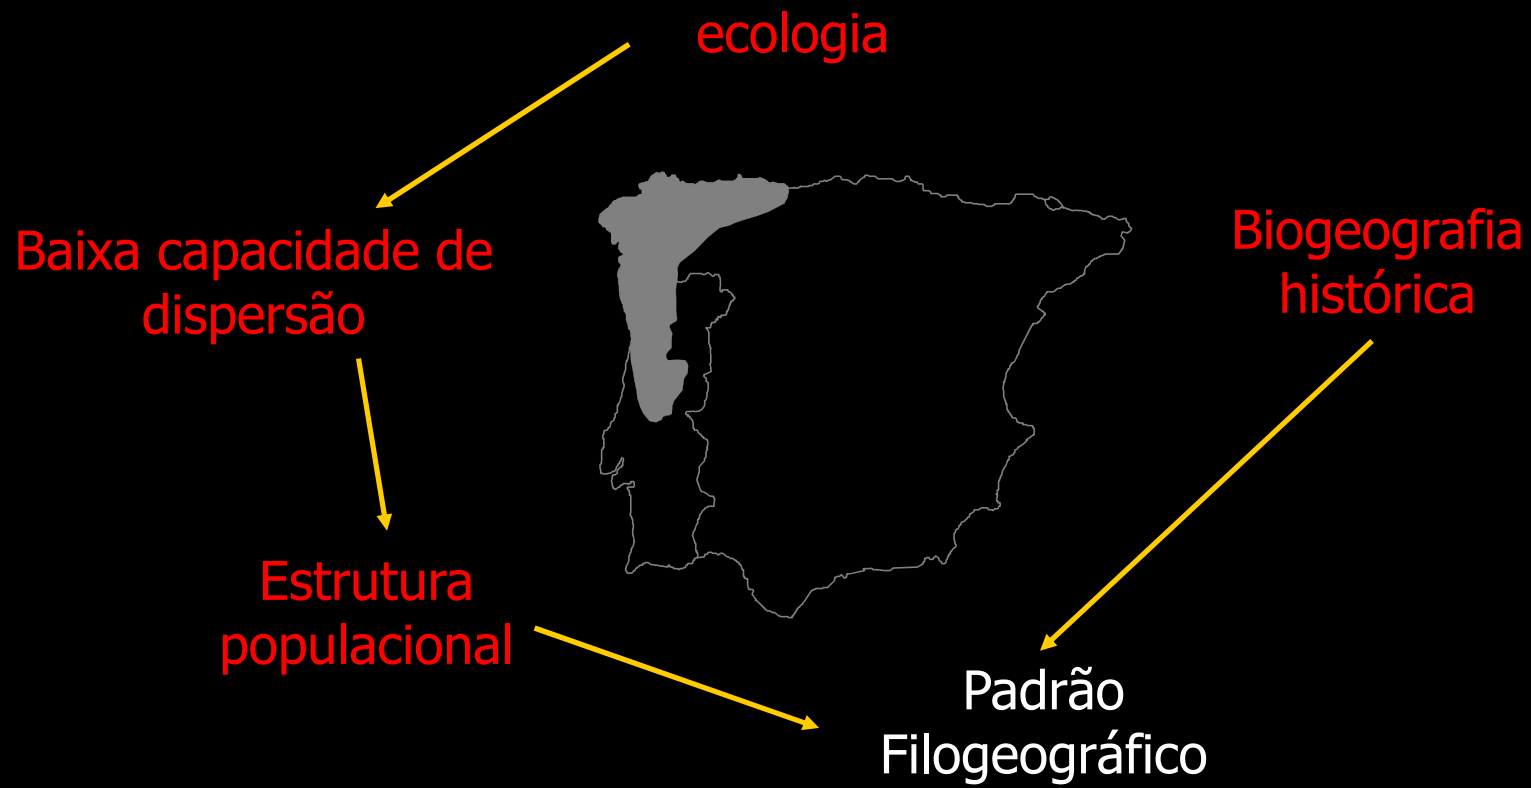 ecologia
Baixa capacidade de
dispersão
Biogeografia
histórica
Estrutura
populacional
Padrão
Filogeográfico